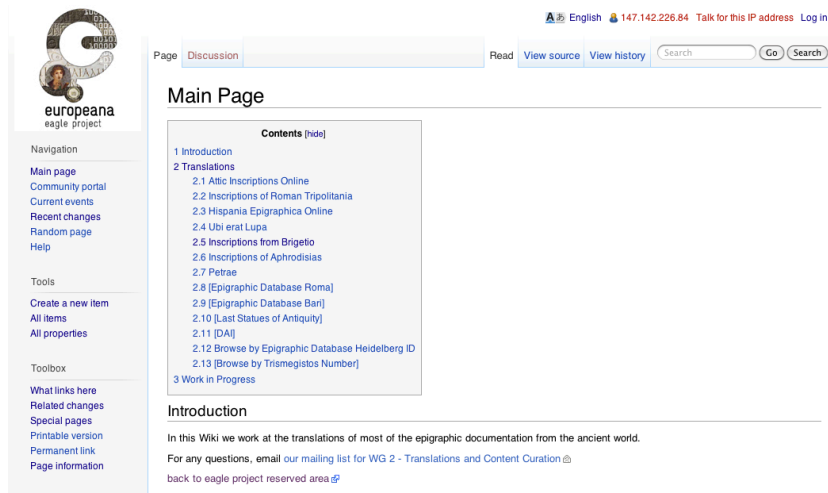 English 147.142.226.84 Talk for this IP address Log in
Page Discussion Read View source View history Search Go Search
europeana
eagle project
Main Page
Contents [hide]
1 Introduction
2 Translations
2.1 Attic Inscriptions Online
2.2 Inscriptions of Roman Tripolitania
2.3 Hispania Epigraphica Online
2.4 Ubi erat Lupa
2.5 Inscriptions from Brigetio
2.6 Inscriptions of Aphrodisias
2.7 Petrae
2.8 [Epigraphic Database Roma]
2.9 [Epigraphic Database Bari]
2.10 [Last Statues of Antiquity]
2.11 [DAI]
2.12 Browse by Epigraphic Database Heidelberg ID
2.13 [Browse by Trismegistos Number]
3 Work in Progress
Introduction
In this Wiki we work at the translations of most of the epigraphic documentation from the ancient world.
For any questions, email our mailing list for WG 2 - Translations and Content Curation
back to eagle project reserved area
Navigation
Main page
Community portal
Current events
Recent changes
Random page
Help
Tools
Create a new item
All items
All properties
Toolbox
What links here
Related changes
Special pages
Printable version
Permanent link
Page information